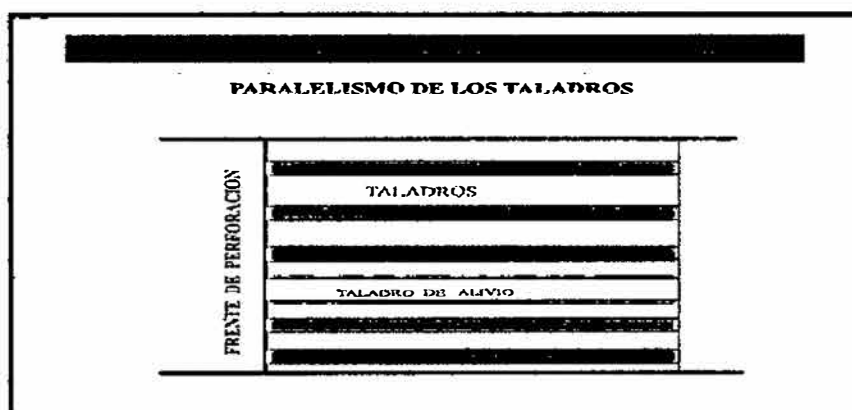 PARALELISMO DE LOS TALADROS
FRENTE DE PERFORACION
TALADROS
TALADRO DE ALIVIO